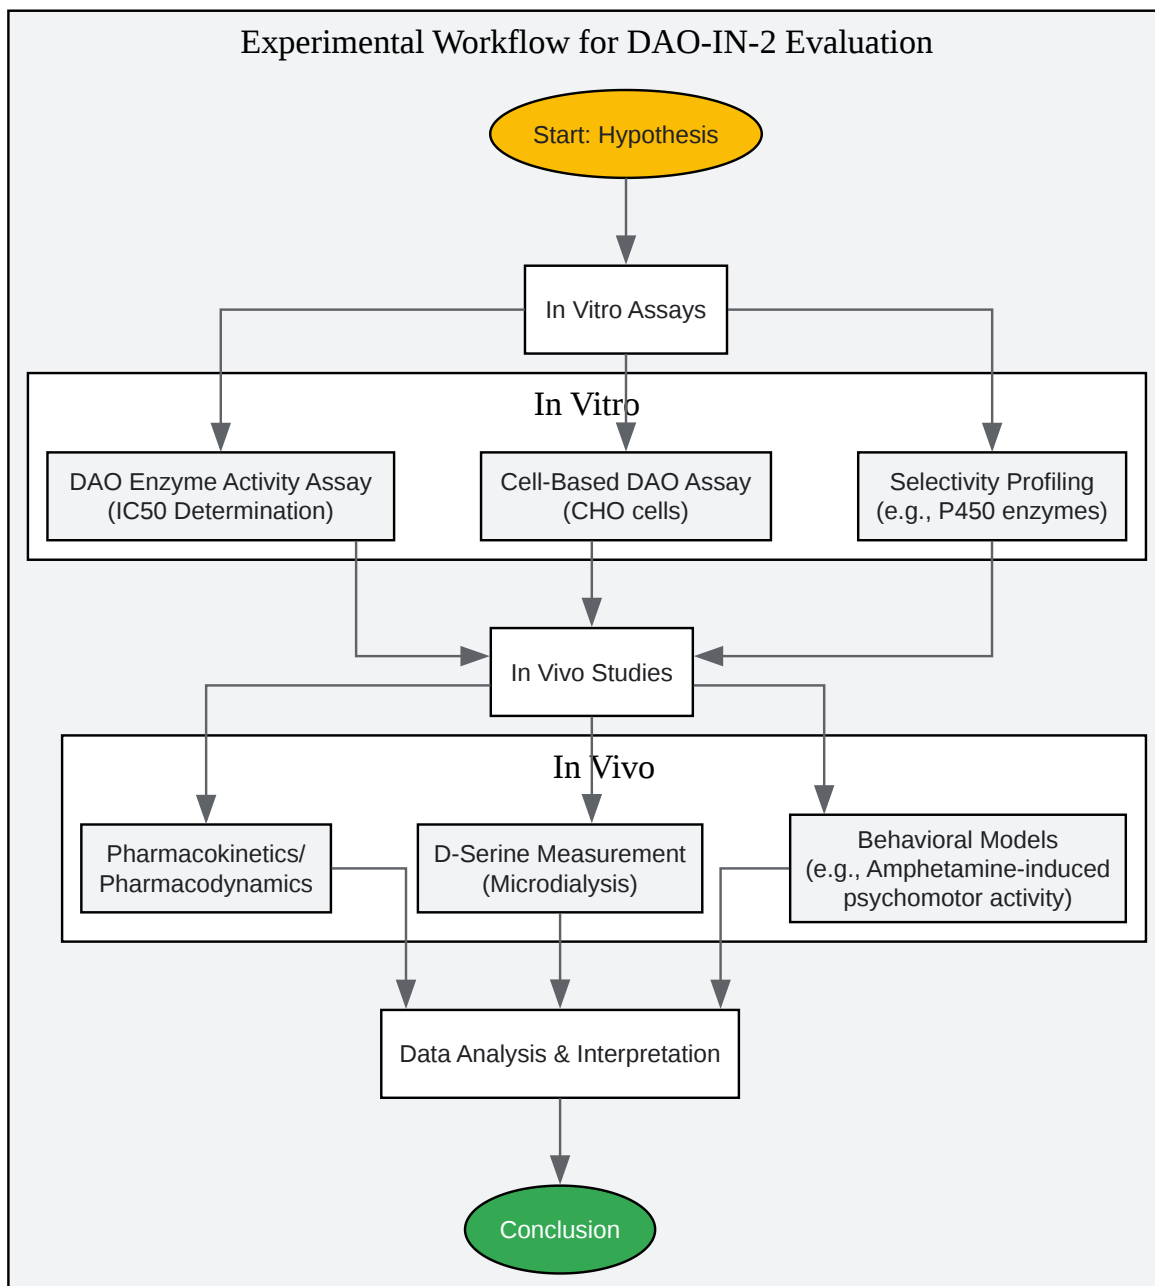 Experimental Workflow for DAO-IN-2 Evaluation
Start: Hypothesis
In Vitro Assays
In Vitro
DAO Enzyme Activity Assay
(IC50 Determination)
Cell-Based DAO Assay
(CHO cells)
Selectivity Profiling
(e.g., P450 enzymes)
In Vivo Studies
In Vivo
Pharmacokinetics/
Pharmacodynamics
D-Serine Measurement
(Microdialysis)
Behavioral Models
(e.g., Amphetamine-induced
psychomotor activity)
Data Analysis & Interpretation
Conclusion